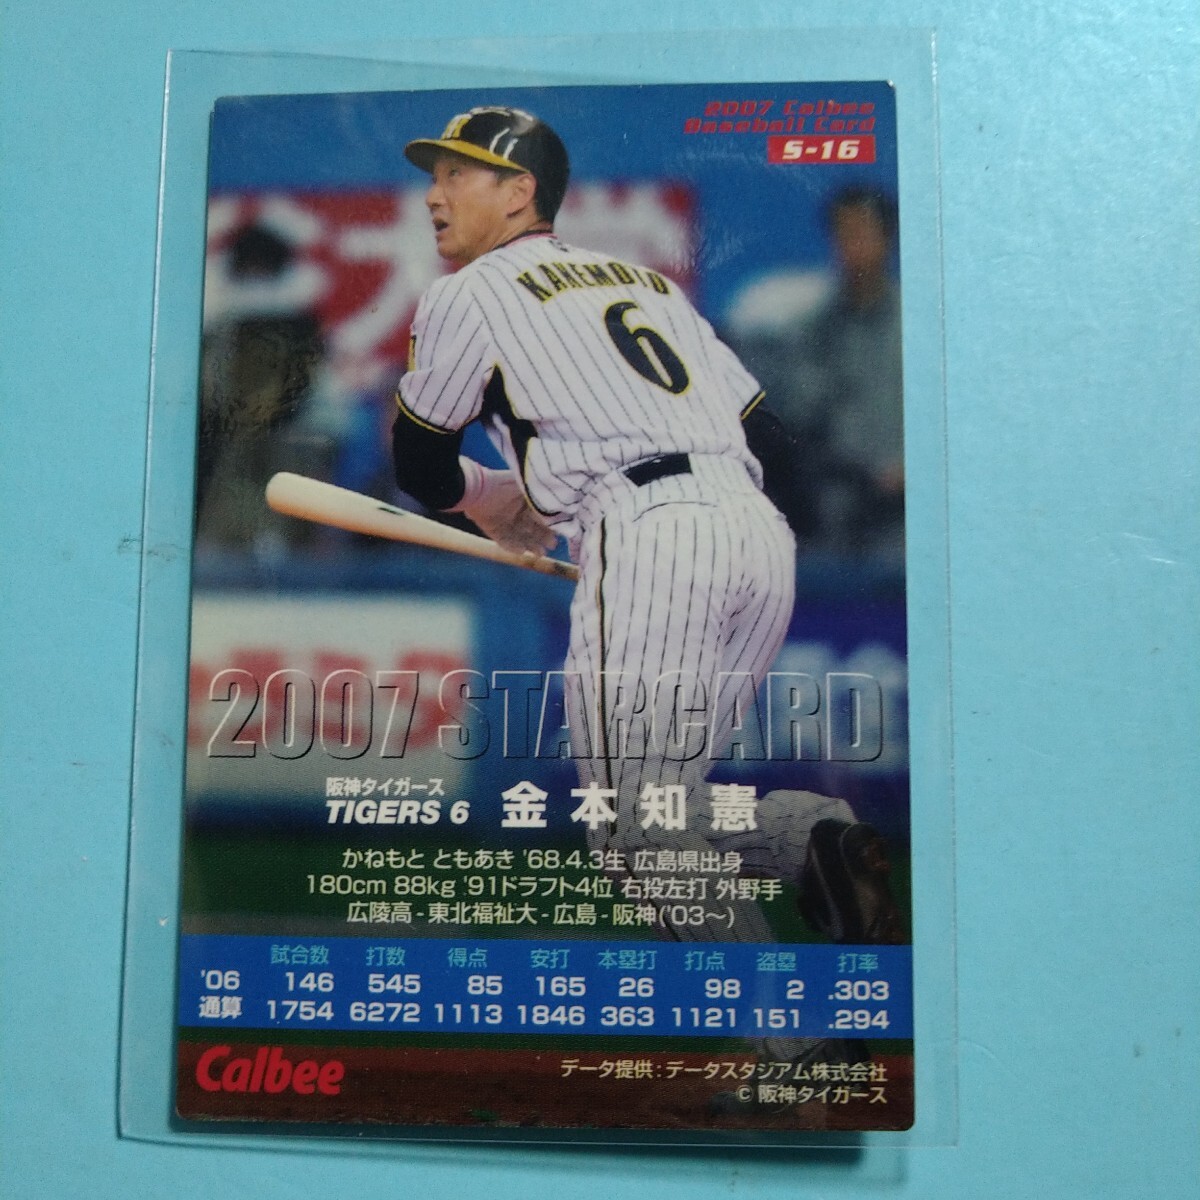 2007 Calbee
Baseball Card
S-16
KANEMOTO
6
2007 STARCARD
阪神タイガース
TIGERS 6 金本知憲
かねもと ともあき '68.4.3生 広島県出身
180cm 88kg '91ドラフト4位 右投左打 外野手
広陵高-東北福祉大-広島-阪神('03〜)
試合数 打数 得点 安打 本塁打 打点 盗塁 打率
'06 146 545 85 165 26 98 2 .303
通算 1754 6272 1113 1846 363 1121 151 .294
Calbee
データ提供:データスタジアム株式会社
© 阪神タイガース